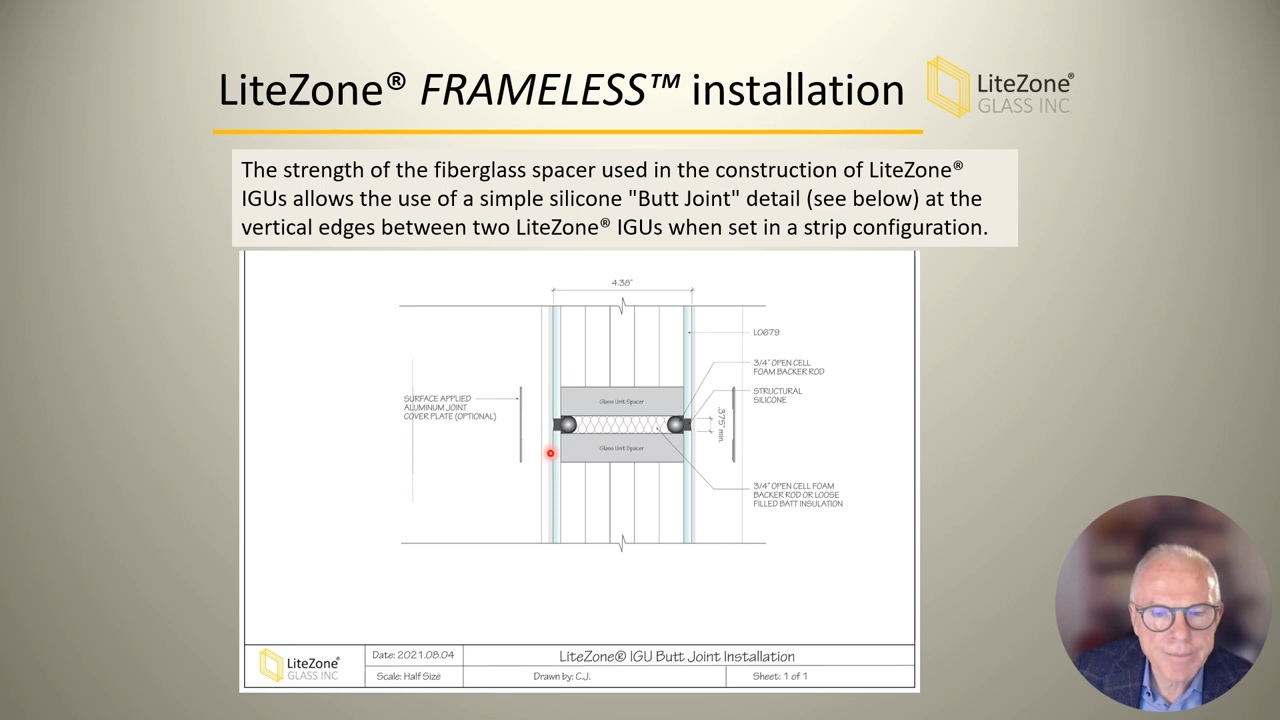 LiteZone® FRAMELESS™ installation
LiteZone®
GLASS INC.
The strength of the fiberglass spacer used in the construction of LiteZone®
IGUs allows the use of a simple silicone "Butt Joint" detail (see below) at the
vertical edges between two LiteZone® IGUs when set in a strip configuration.
4.38"
L0679
3/4" OPEN CELL
FOAM BACKER ROD
STRUCTURAL
SILICONE
SURFACE APPLIED
ALUMINUM JOINT
COVER PLATE (OPTIONAL)
Glass Unit Spacer
.375" min.
Glass Unit Spacer
3/4" OPEN CELL FOAM
BACKER ROD OR LOOSE
FILLED BATT INSULATION
LiteZone®
GLASS INC
Date: 2021.08.04
LiteZone® IGU Butt Joint Installation
Scale: Half Size
Drawn by: C.J.
Sheet: 1 of 1